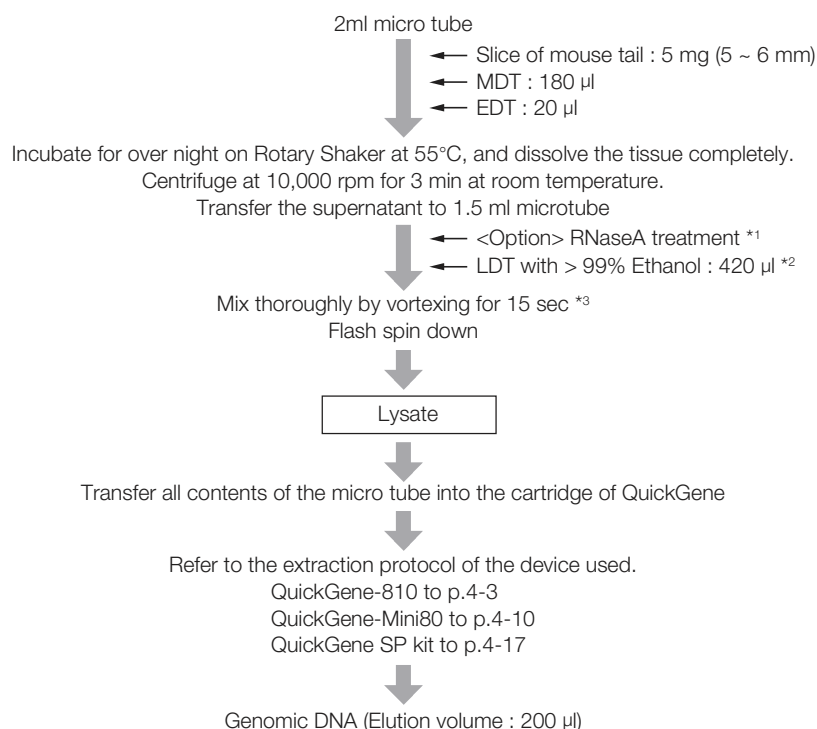 2ml micro tube
Slice of mouse tail : 5 mg (5 ~ 6 mm)
MDT : 180 µl
EDT : 20 µl
Incubate for over night on Rotary Shaker at 55°C, and dissolve the tissue completely.
Centrifuge at 10,000 rpm for 3 min at room temperature.
Transfer the supernatant to 1.5 ml microtube
<Option> RNaseA treatment *1
LDT with > 99% Ethanol : 420 µl *2
Mix thoroughly by vortexing for 15 sec *3
Flash spin down
Lysate
Transfer all contents of the micro tube into the cartridge of QuickGene
Refer to the extraction protocol of the device used.
QuickGene-810 to p.4-3
QuickGene-Mini80 to p.4-10
QuickGene SP kit to p.4-17
Genomic DNA (Elution volume : 200 µl)